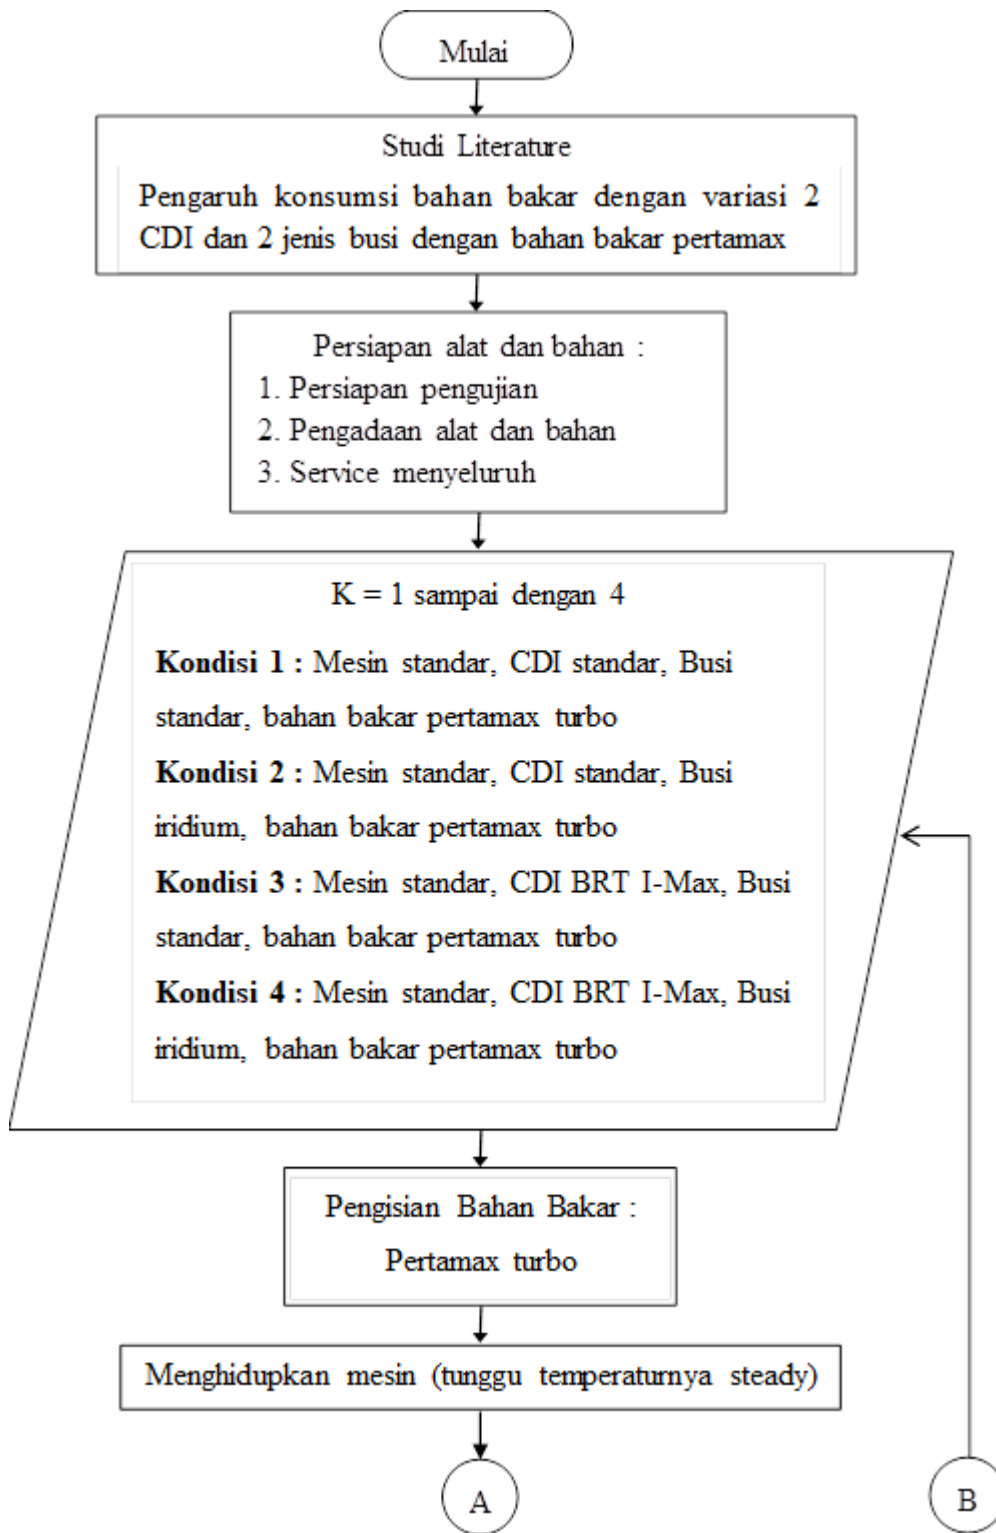 Mulai
Studi Literature
Pengaruh konsumsi bahan bakar dengan variasi 2
CDI dan 2 jenis busi dengan bahan bakar pertamax
Persiapan alat dan bahan :
1. Persiapan pengujian
2. Pengadaan alat dan bahan
3. Service menyeluruh
K = 1 sampai dengan 4
Kondisi 1 : Mesin standar, CDI standar, Busi
standar, bahan bakar pertamax turbo
Kondisi 2 : Mesin standar, CDI standar, Busi
iridium, bahan bakar pertamax turbo
Kondisi 3 : Mesin standar, CDI BRT I-Max, Busi
standar, bahan bakar pertamax turbo
Kondisi 4 : Mesin standar, CDI BRT I-Max, Busi
iridium, bahan bakar pertamax turbo
Pengisian Bahan Bakar :
Pertamax turbo
Menghidupkan mesin (tunggu temperaturnya steady)
A
B